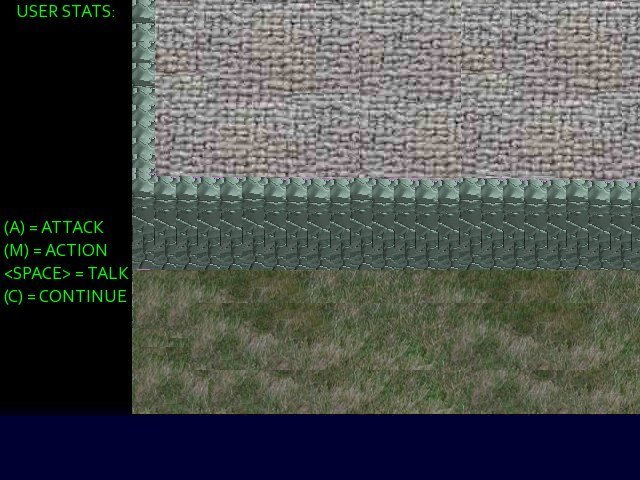 USER STATS:
(A) = ATTACK
(M) = ACTION
<SPACE> = TALK
(C) = CONTINUE